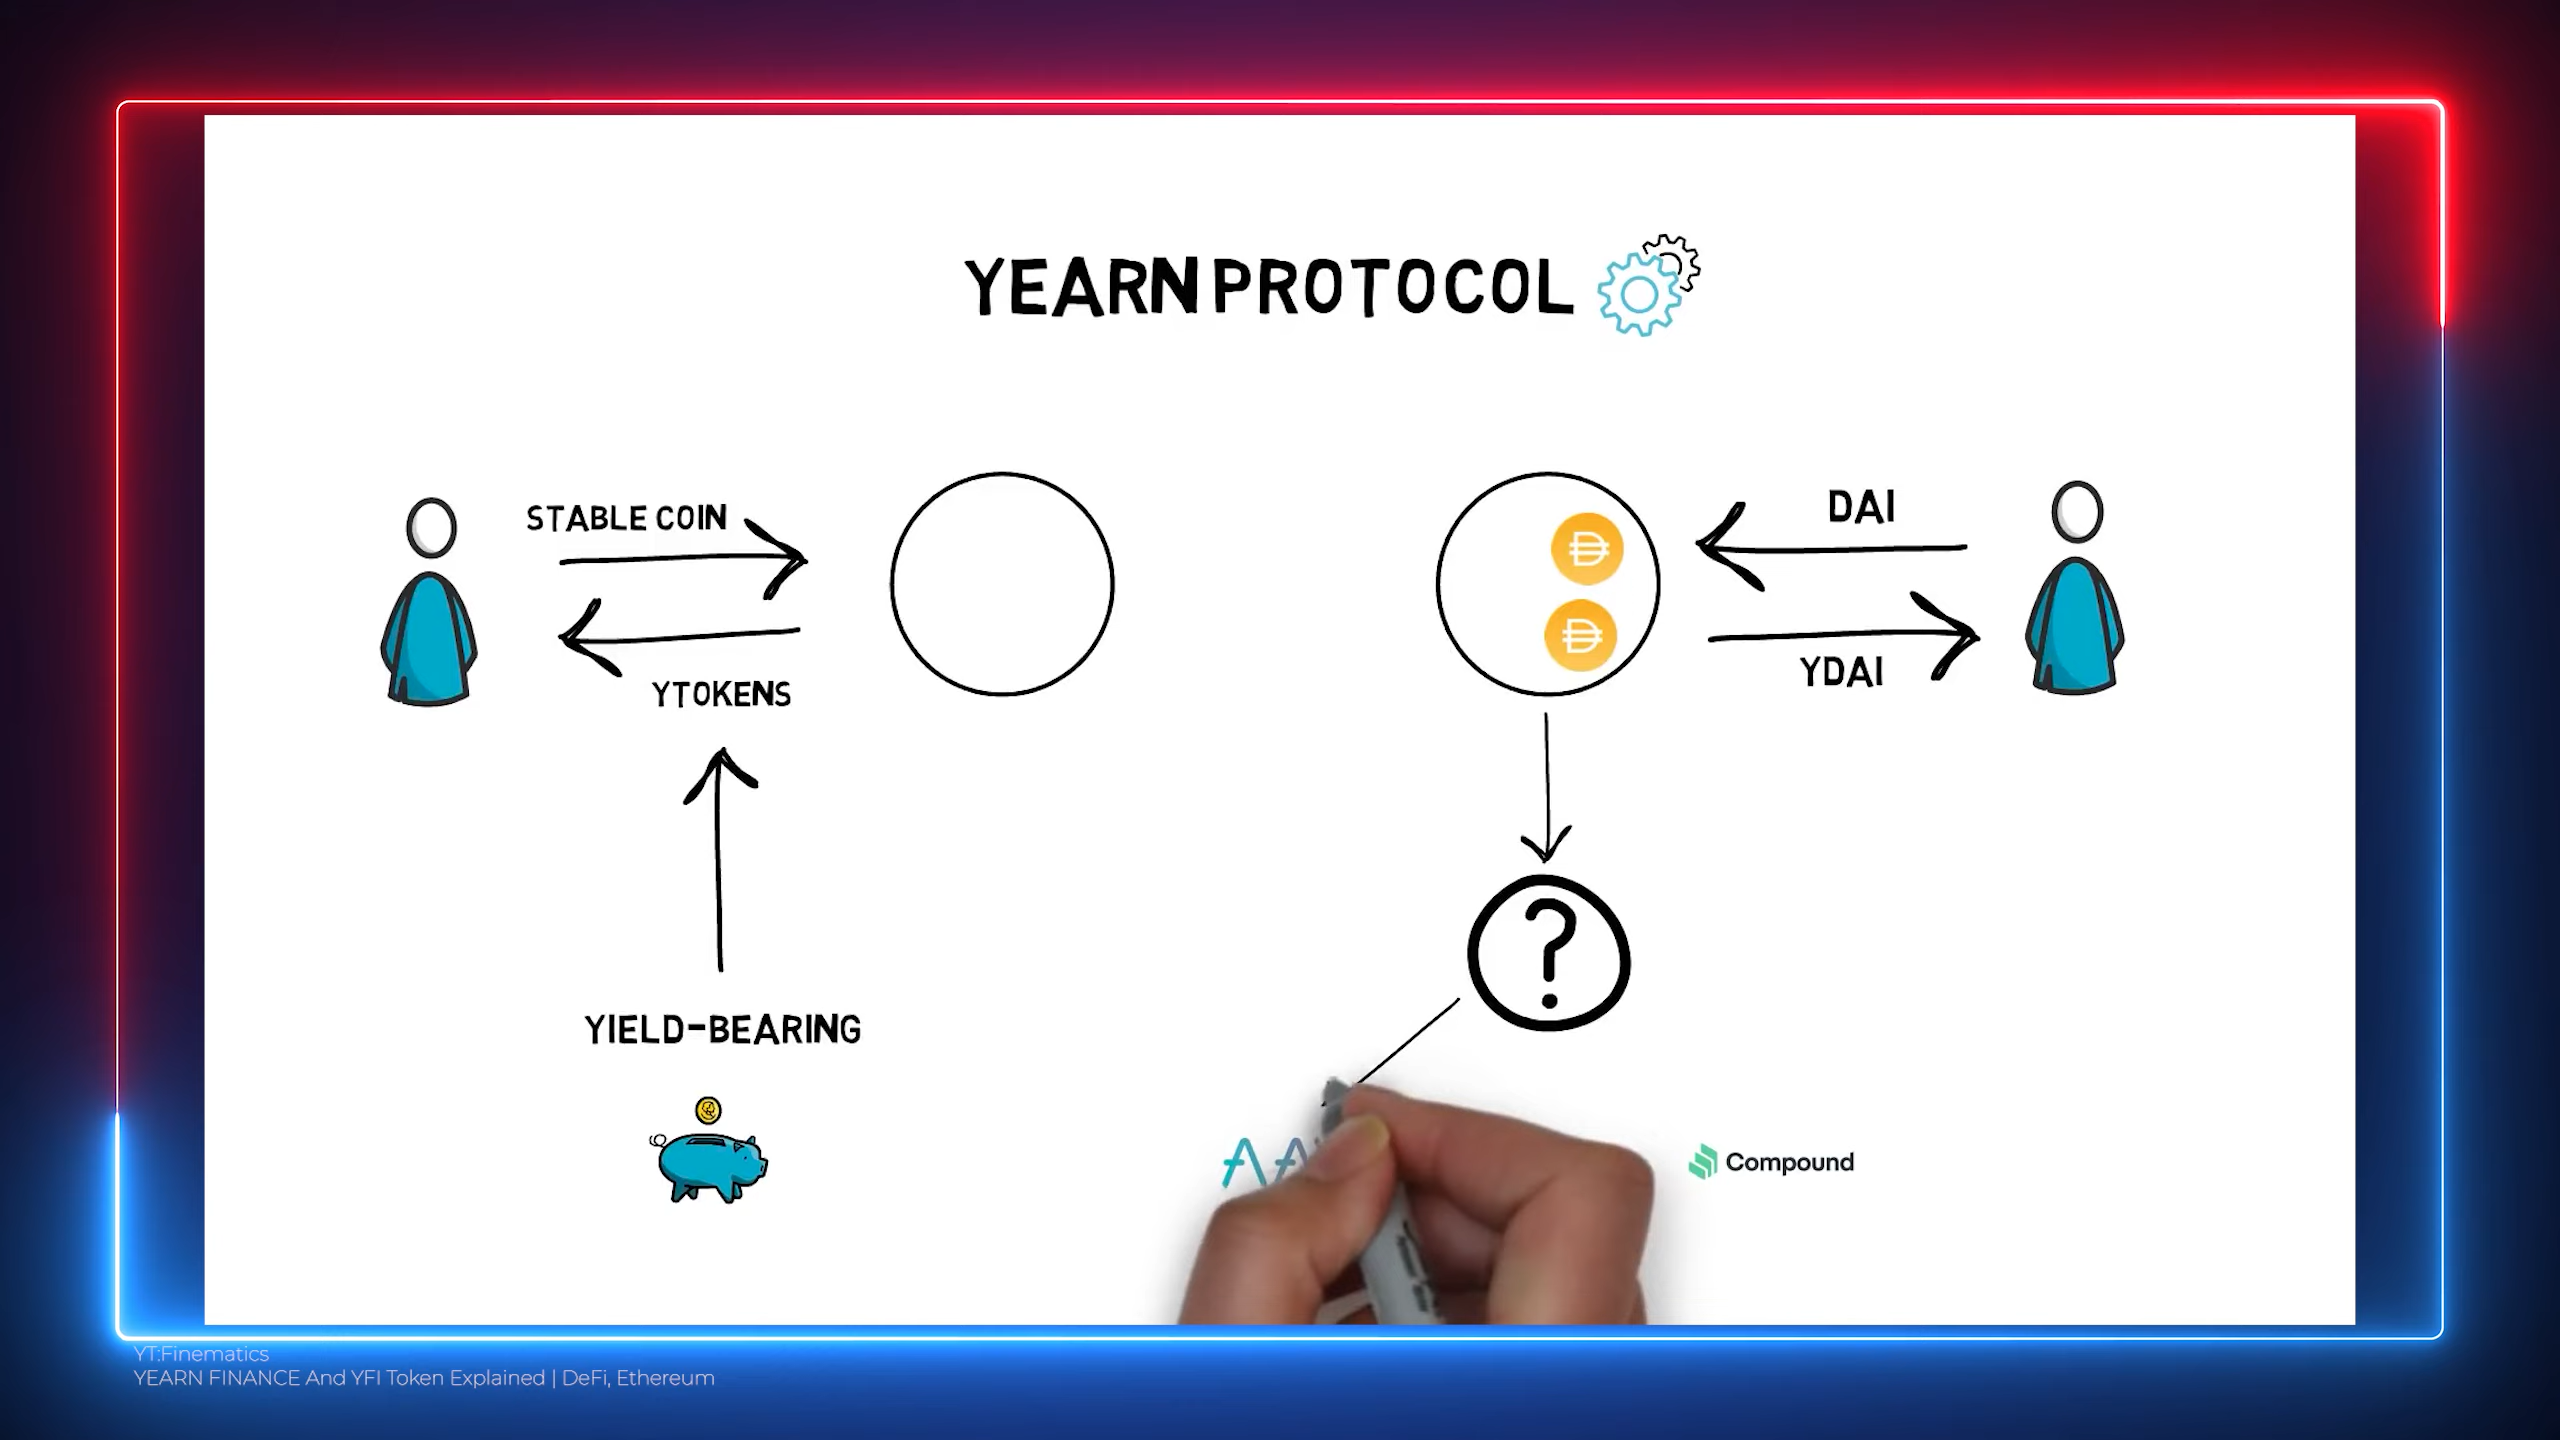 YEARN PROTOCOL
STABLE COIN
YTOKENS
YIELD-BEARING
DAI
YDAI
?
Compound
YT:Finematics
YEARN FINANCE And YFI Token Explained | DeFi, Ethereum